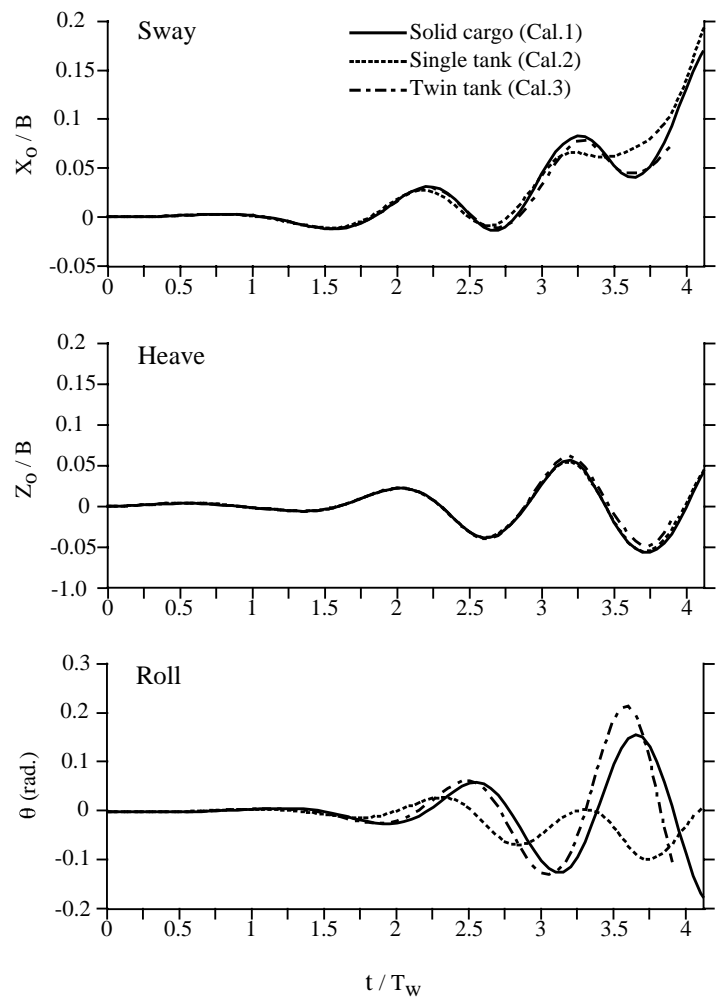 Sway
Solid cargo (Cal.1)
Single tank (Cal.2)
Twin tank (Cal.3)
0.2
0.15
0.1
0.05
0
-0.05
Xo / B
0 0.5 1 1.5 2 2.5 3 3.5 4
Heave
0.2
0.15
0.1
0.05
0
-0.05
-1.0
Zo / B
0 0.5 1 1.5 2 2.5 3 3.5 4
Roll
0.3
0.2
0.1
0
-0.1
-0.2
θ (rad.)
0 0.5 1 1.5 2 2.5 3 3.5 4
t / Tw